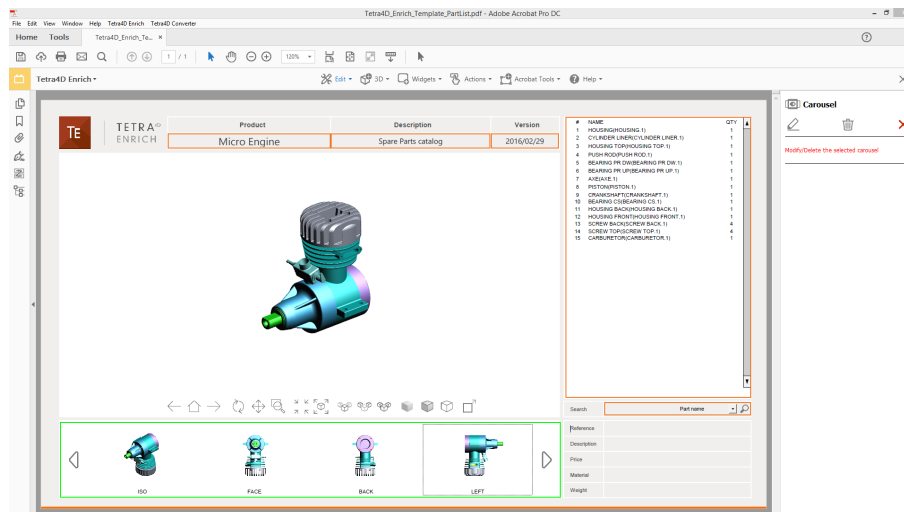 Tetra4D_Enrich_Template_PartList.pdf - Adobe Acrobat Pro DC
File Edit View Window Help Tetra4D Enrich Tetra4D Converter
Home Tools Tetra4D_Enrich_Te... ×
1 / 1 120%
Tetra4D Enrich Edit 3D Widgets Actions Acrobat Tools Help
Carousel
Modify/Delete the selected carousel
TE TETRA4D ENRICH
Product Description Version
Micro Engine Spare Parts catalog 2016/02/29
# NAME QTY
1 HOUSING(HOUSING.1) 1
2 CYLINDER LINER(CYLINDER LINER.1) 1
3 HOUSING TOP(HOUSING TOP.1) 1
4 PUSH ROD(PUSH ROD.1) 1
5 BEARING PR DW(BEARING PR DW.1) 1
6 BEARING PR UP(BEARING PR UP.1) 1
7 AXE(AXE.1) 1
8 PISTON(PISTON.1) 1
9 CRANKSHAFT(CRANKSHAFT.1) 1
10 BEARING CS(BEARING CS.1) 1
11 HOUSING BACK(HOUSING BACK.1) 1
12 HOUSING FRONT(HOUSING FRONT.1) 1
13 SCREW BACK(SCREW BACK.1) 4
14 SCREW TOP(SCREW TOP.1) 4
15 CARBURETOR(CARBURETOR.1) 1
Search Part name
Reference
Description
Price
Material
Weight
ISO FACE BACK LEFT